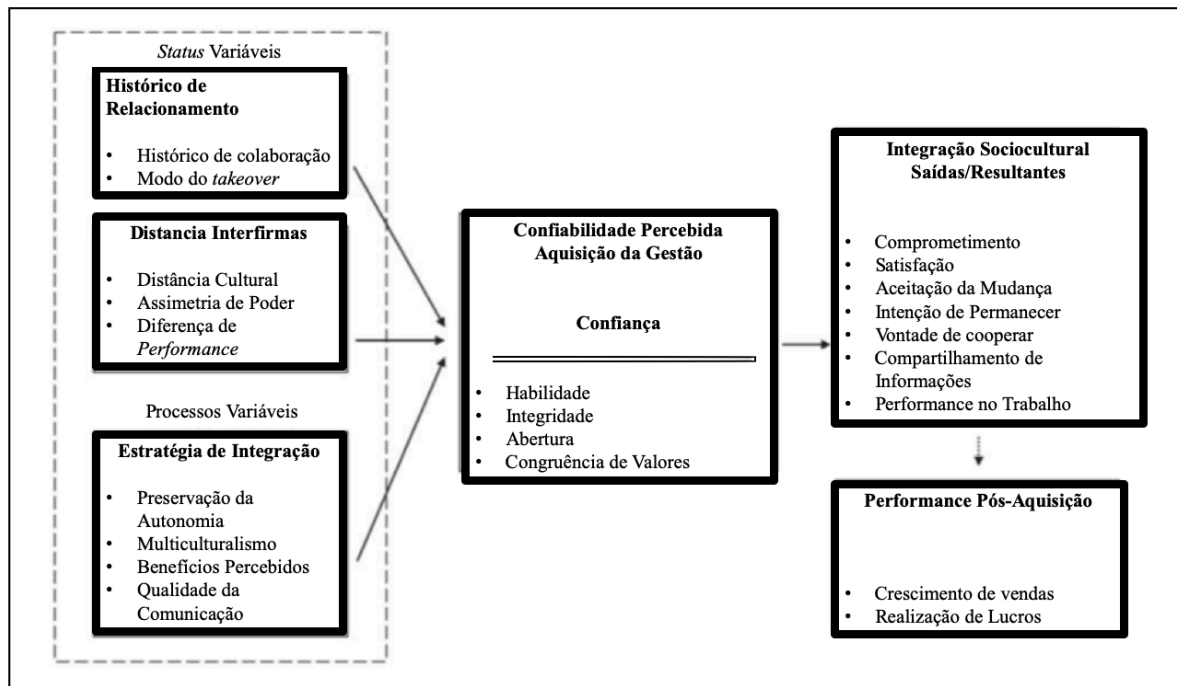 Status Variáveis
Histórico de
Relacionamento
• Histórico de colaboração
• Modo do takeover
Distancia Interfirmas
• Distância Cultural
• Assimetria de Poder
• Diferença de
Performance
Processos Variáveis
Estratégia de Integração
• Preservação da
Autonomia
• Multiculturalismo
• Benefícios Percebidos
• Qualidade da
Comunicação
Confiabilidade Percebida
Aquisição da Gestão
Confiança
• Habilidade
• Integridade
• Abertura
• Congruência de Valores
Integração Sociocultural
Saídas/Resultantes
• Comprometimento
• Satisfação
• Aceitação da Mudança
• Intenção de Permanecer
• Vontade de cooperar
• Compartilhamento de
Informações
• Performance no Trabalho
Performance Pós-Aquisição
• Crescimento de vendas
• Realização de Lucros